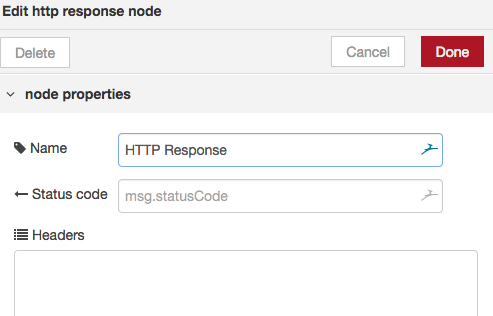 Edit http response node
Delete
Cancel
Done
node properties
Name
HTTP Response
Status code
msg.statusCode
Headers